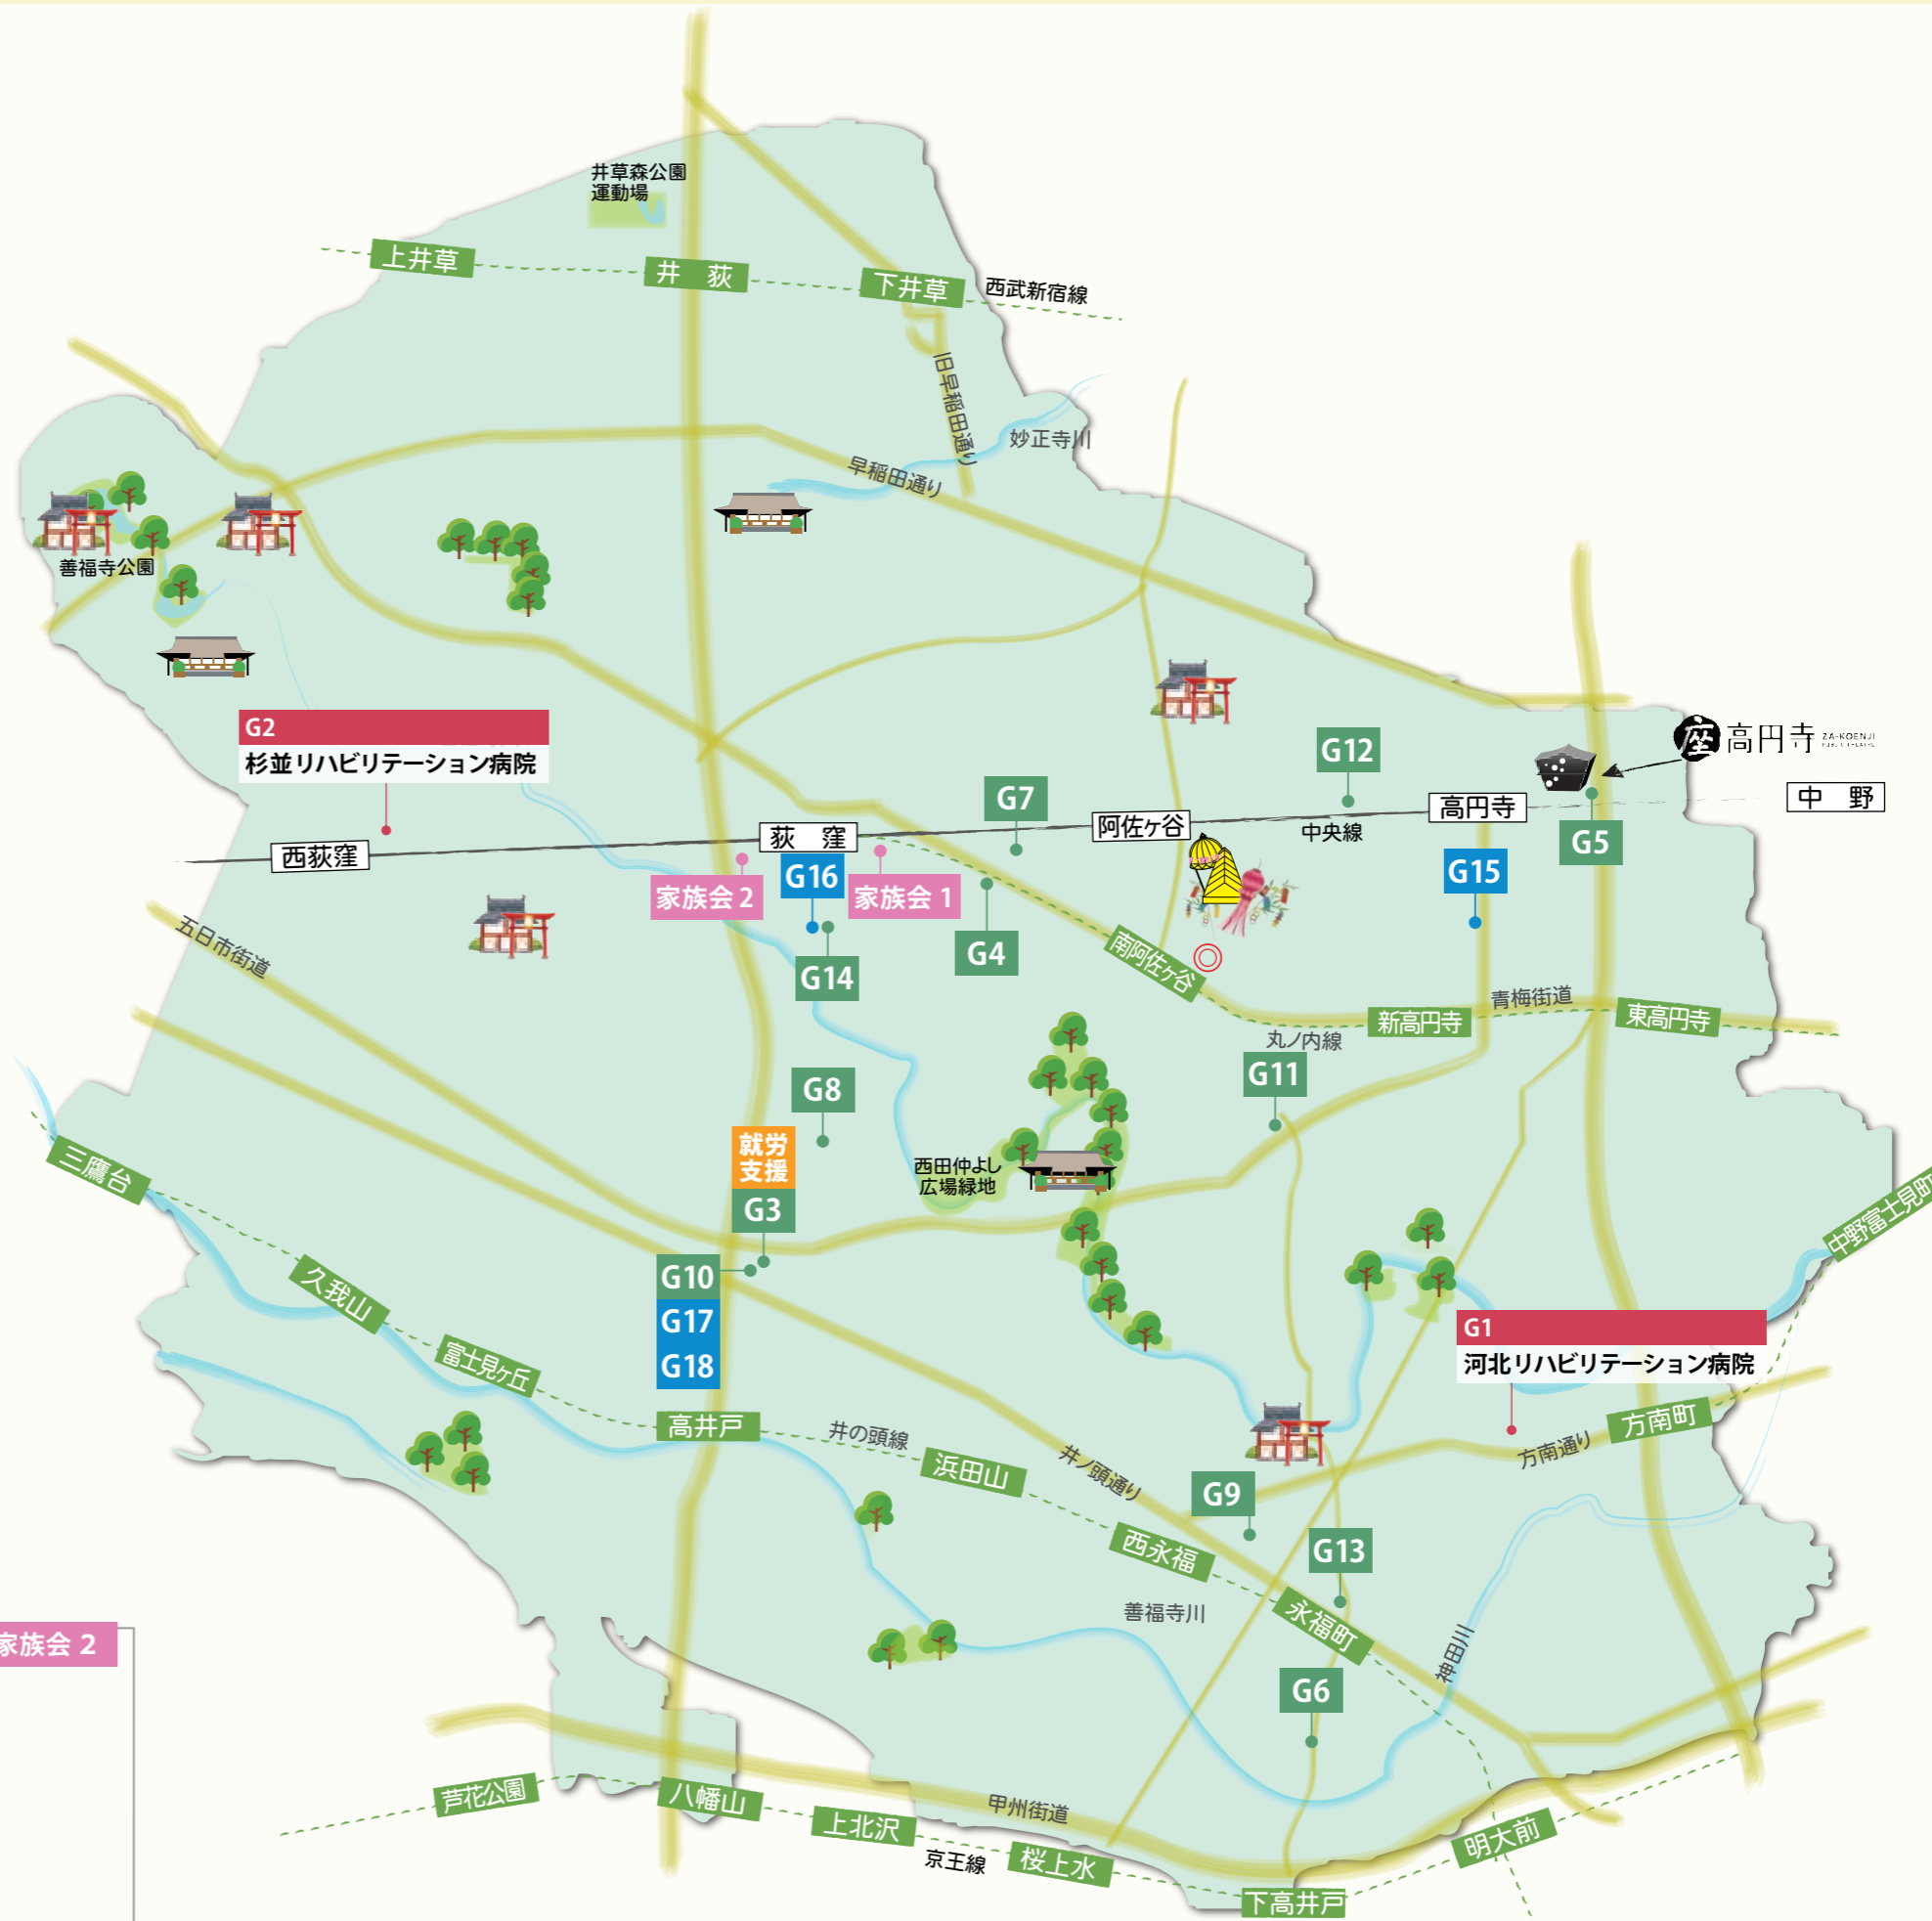 井草森公園
運動場
上井草
井 荻
下井草
西武新宿線
旧早稲田通り
妙正寺川
早稲田通り
善福寺公園
G2
杉並リハビリテーション病院
座 高円寺 ZA-KOENJI
G12
G7
中 野
高円寺
阿佐ヶ谷
中央線
荻 窪
西荻窪
G5
G16
G15
家族会 2
家族会 1
五日市街道
G4
G14
南阿佐ヶ谷
青梅街道
新高円寺
東高円寺
丸ノ内線
G11
G8
就労
支援
三鷹台
西田仲よし
広場緑地
G3
中野富士見町
G10
久我山
G17
G1
富士見ヶ丘
G18
河北リハビリテーション病院
高井戸
井の頭線
方南町
浜田山
井ノ頭通り
方南通り
G9
西永福
G13
善福寺川
永福町
家族会 2
神田川
G6
芦花公園
八幡山
甲州街道
上北沢
明大前
京王線
桜上水
下高井戸